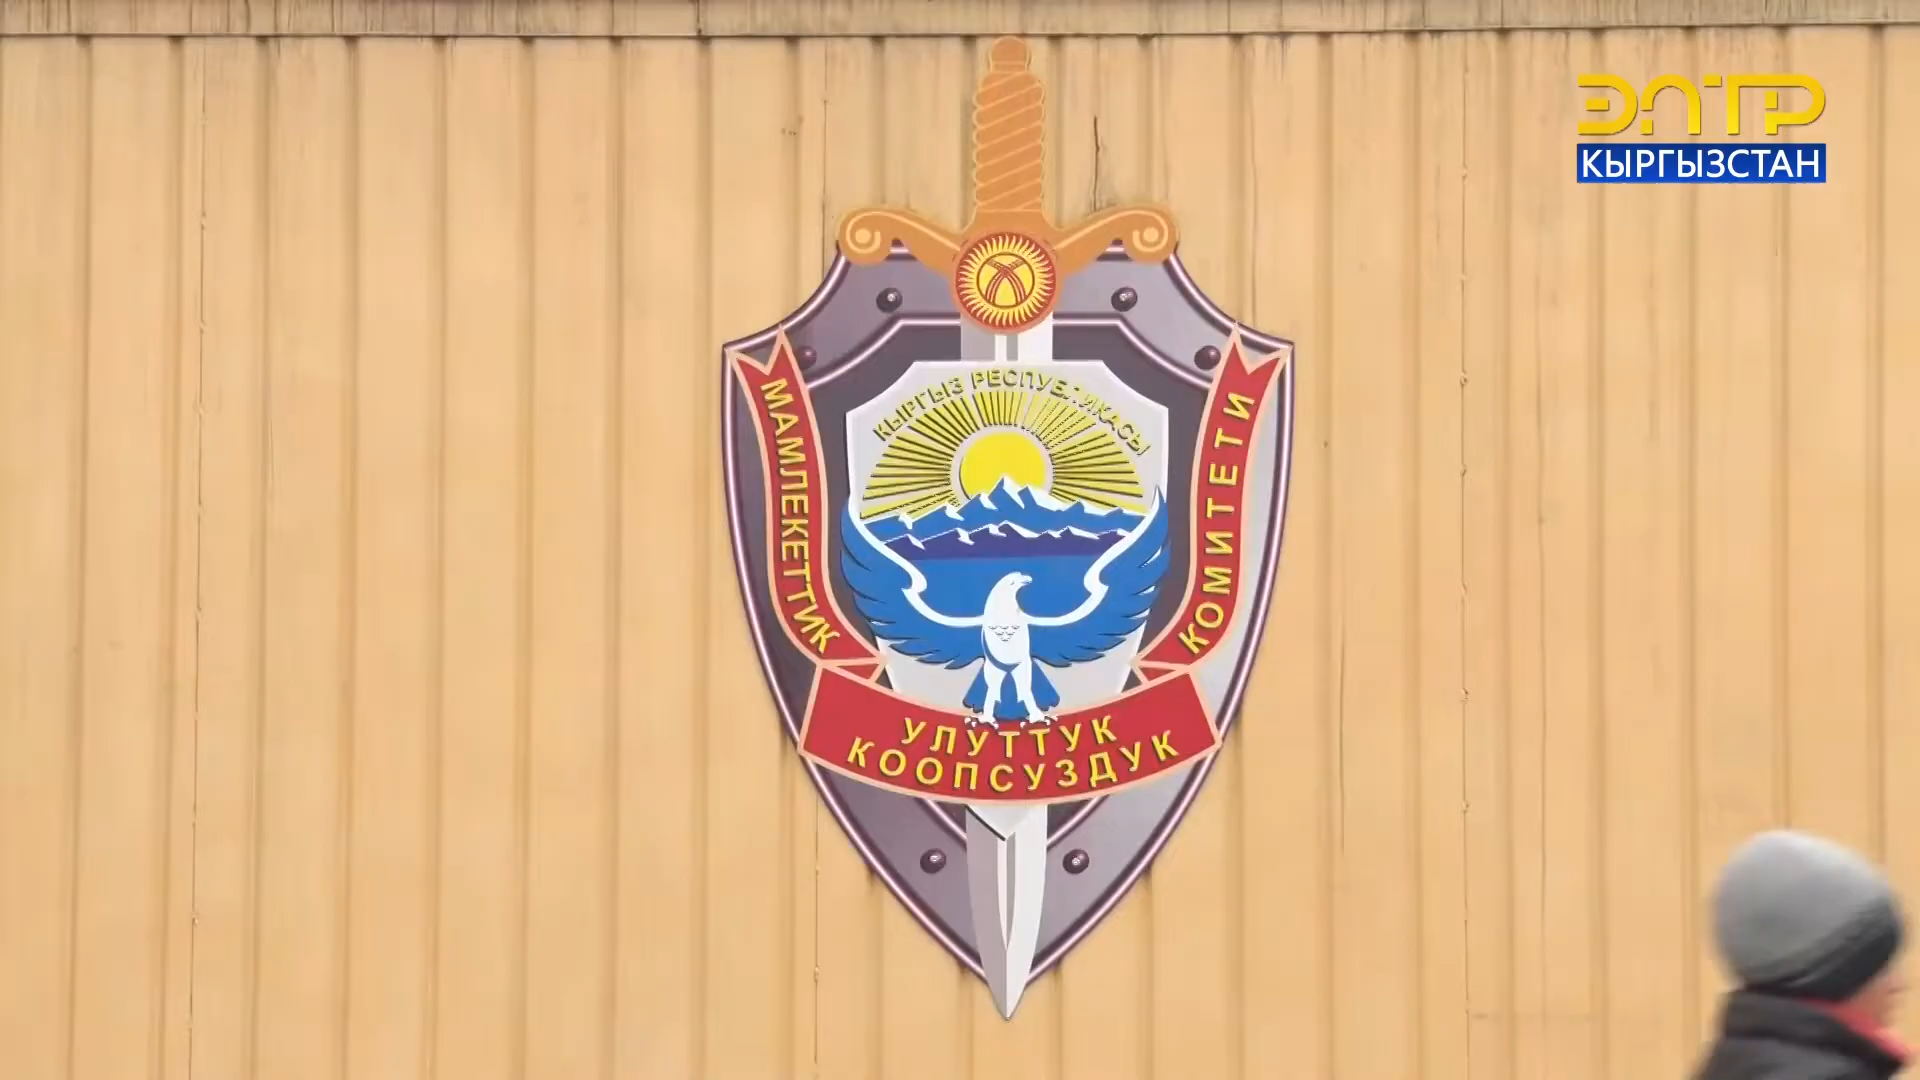 ЭЛТР
КЫРГЫЗСТАН
КЫРГЫЗ РЕСПУБЛИКАСЫ
МАМЛЕКЕТТИК
УЛУТТУК
КООПСУЗДУК
КОМИТЕТИ